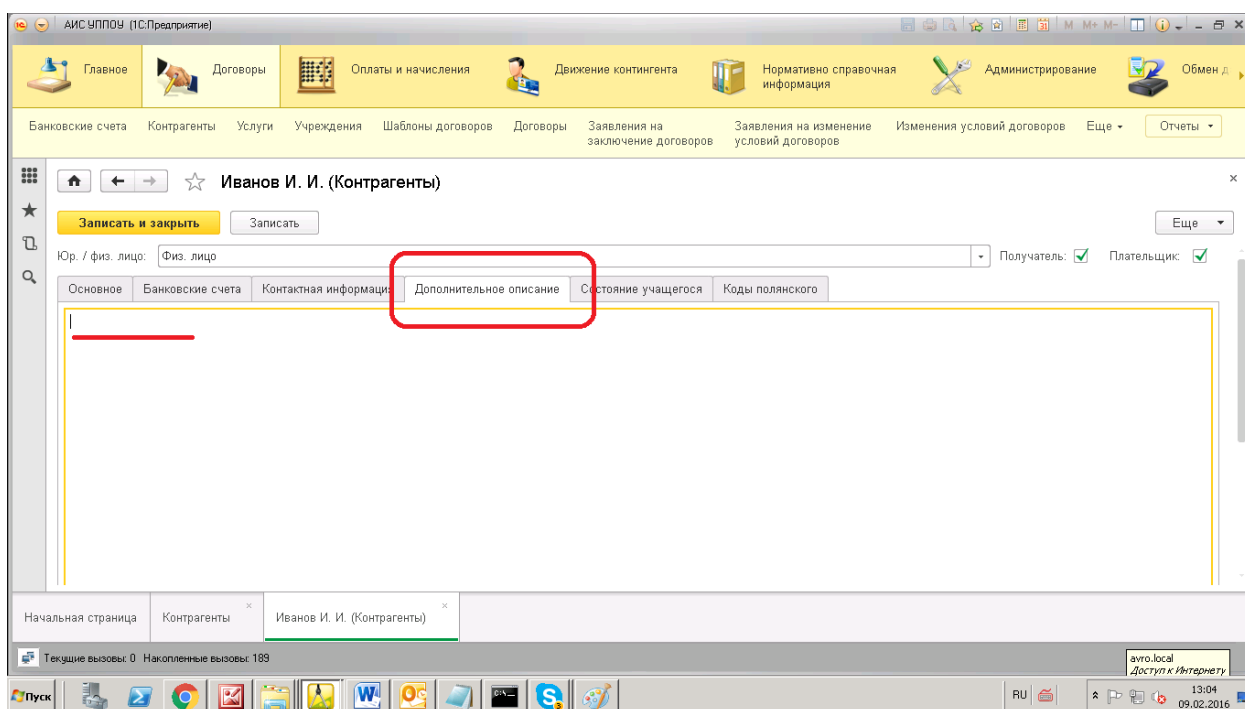 АИС УППОУ (1С:Предприятие)
M M+ M-
Главное
Договоры
Оплаты и начисления
Движение контингента
Нормативно справочная
информация
Администрирование
Обмен д
Банковские счета Контрагенты Услуги Учреждения Шаблоны договоров Договоры
Заявления на
заключение договоров
Заявления на изменение
условий договоров
Изменения условий договоров Еще Отчеты
Иванов И. И. (Контрагенты)
Записать и закрыть Записать Еще
Юр. / физ. лицо: Физ. лицо Получатель: Плательщик:
Основное Банковские счета Контактная информация Дополнительное описание Состояние учащегося Коды полянского
Начальная страница Контрагенты Иванов И. И. (Контрагенты)
Текущие вызовы: 0 Накопленные вызовы: 189
avro.local
Доступ к Интернету
Пуск
RU
13:04
09.02.2016